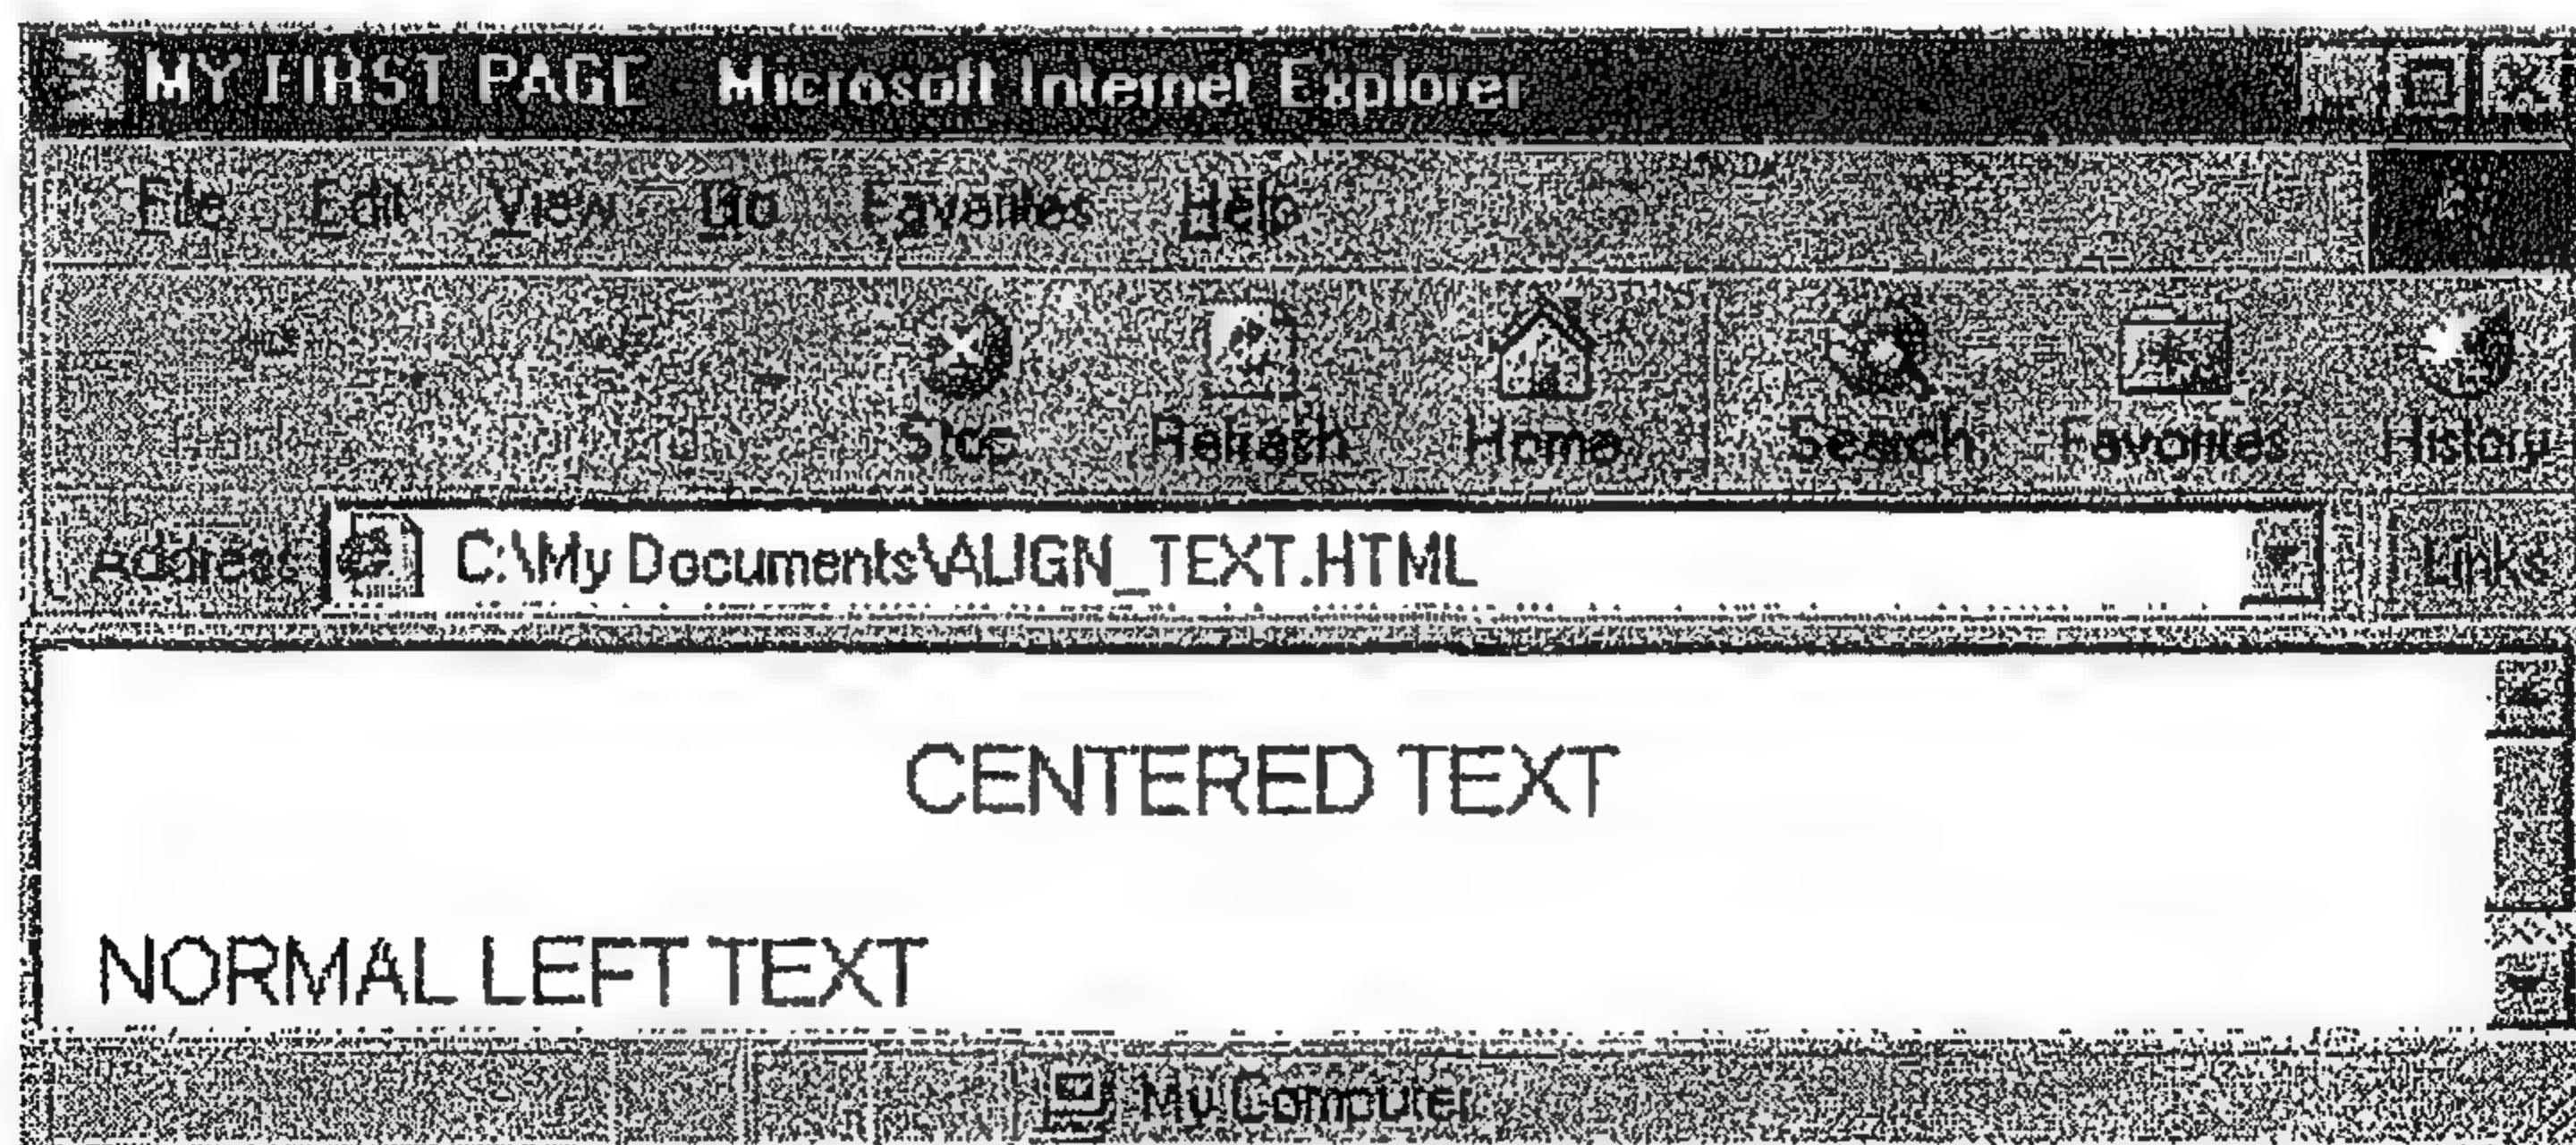 MY FIRST PAGE - Microsoft Internet Explorer
File Edit View Go Favorites Help
Stop Refresh Home Search Favorites History
Address C:\My Documents\ALIGN_TEXT.HTML Links
CENTERED TEXT
NORMAL LEFT TEXT
My Computer